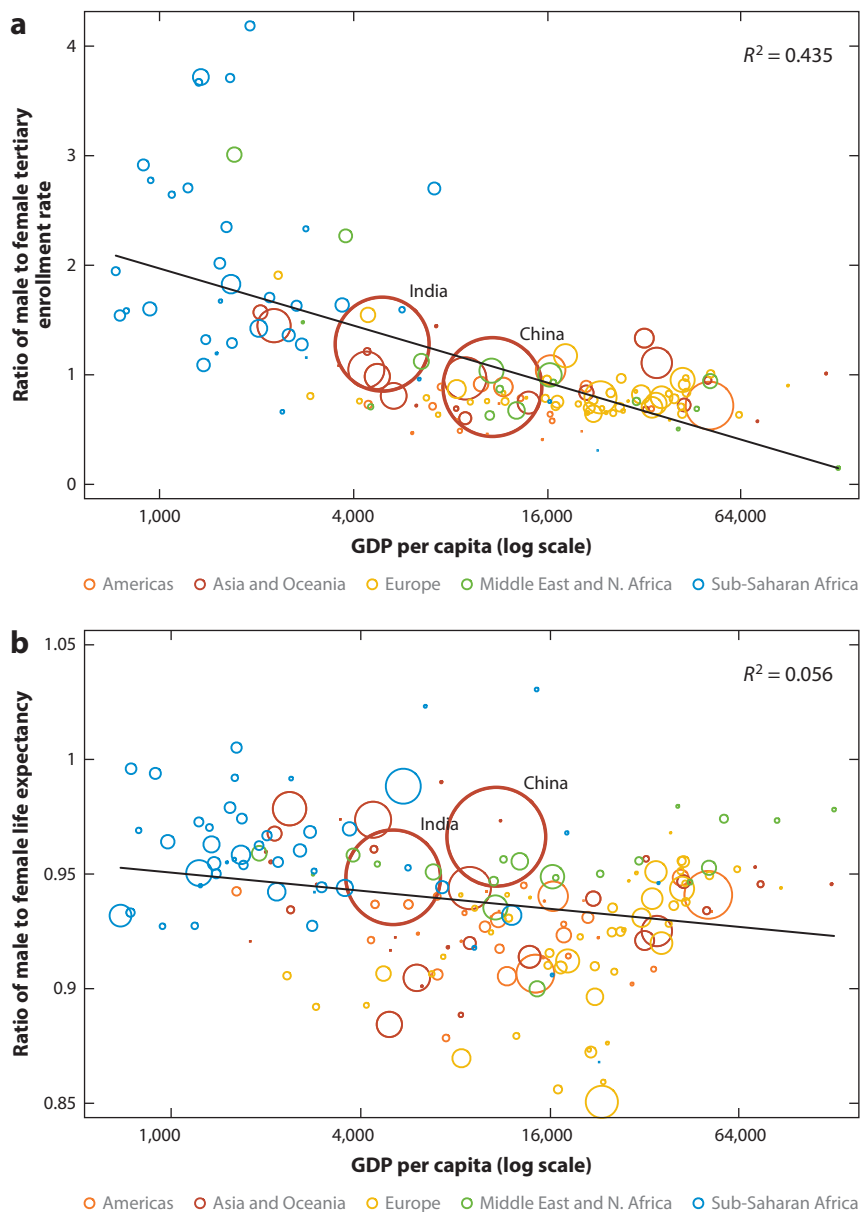 a
R² = 0.435
Ratio of male to female tertiary
enrollment rate
4
3
2
1
0
India
China
1,000
4,000
16,000
64,000
GDP per capita (log scale)
Americas
Asia and Oceania
Europe
Middle East and N. Africa
Sub-Saharan Africa
b
R² = 0.056
Ratio of male to female life expectancy
1.05
1
0.95
0.9
0.85
China
India
1,000
4,000
16,000
64,000
GDP per capita (log scale)
Americas
Asia and Oceania
Europe
Middle East and N. Africa
Sub-Saharan Africa